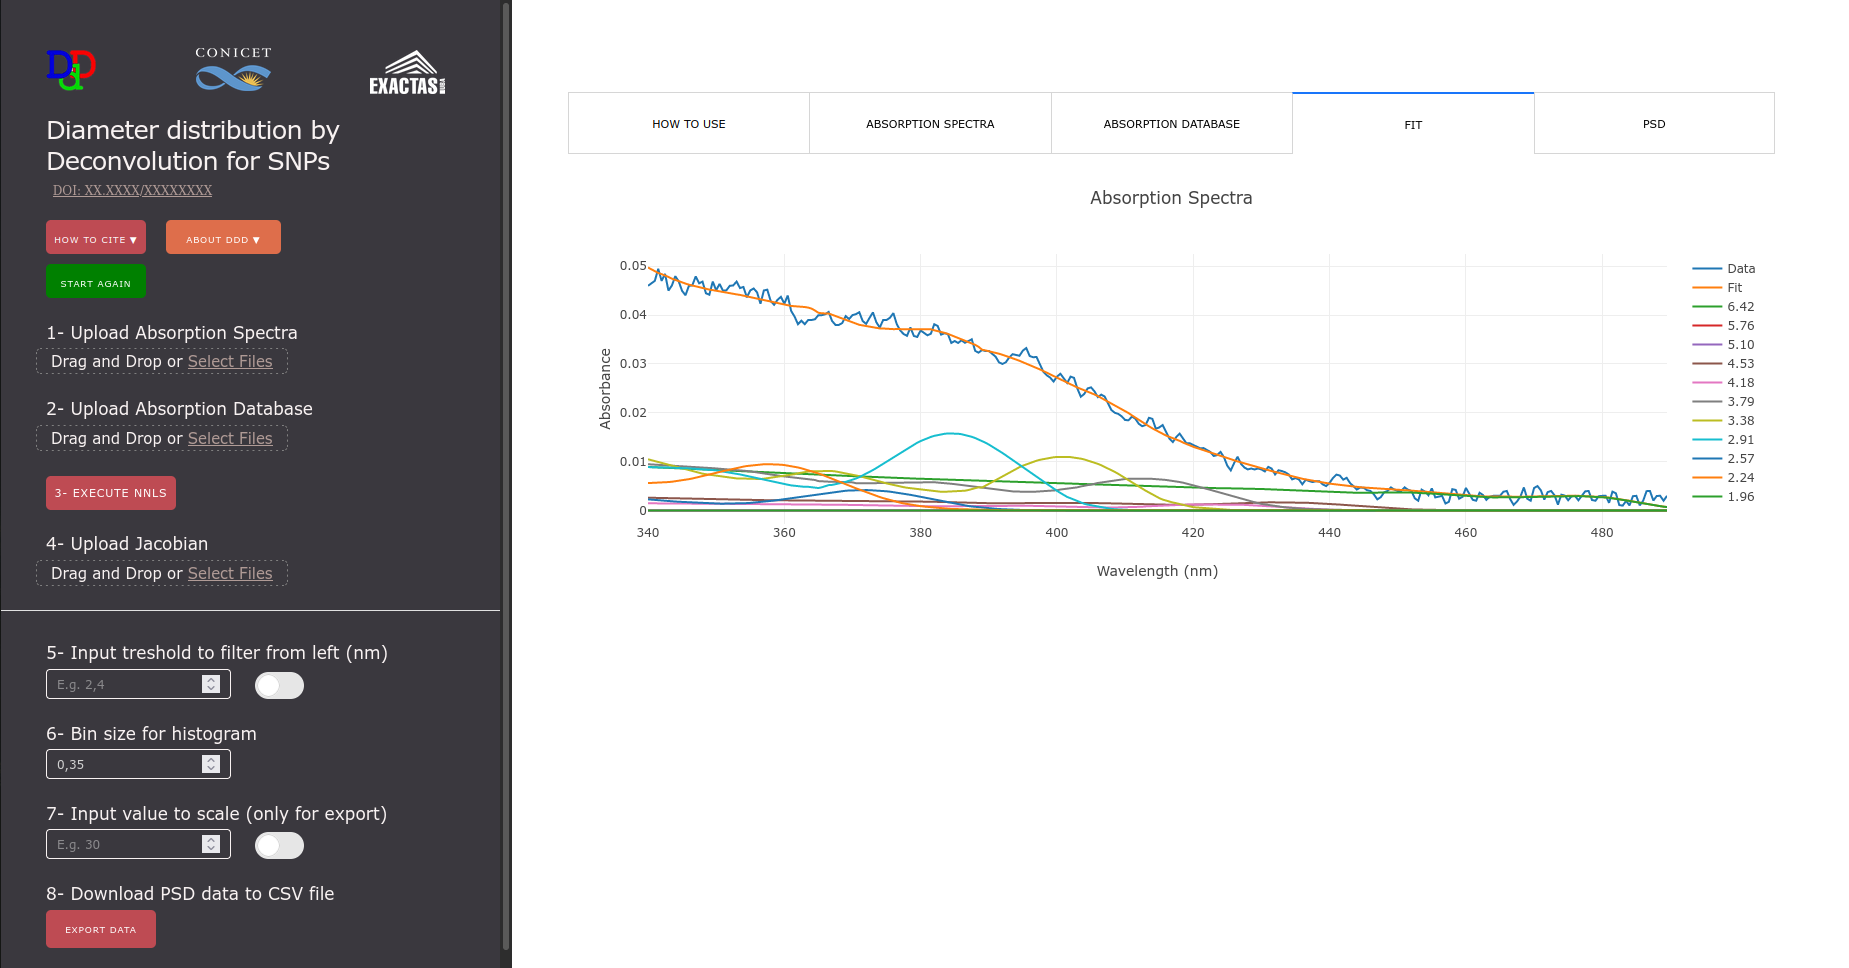 DdD
CONICET
EXACTAS UBA
Diameter distribution by
Deconvolution for SNPs
DOI: XX.XXXX/XXXXXXXX
HOW TO CITE ▼
ABOUT DDD ▼
START AGAIN
1- Upload Absorption Spectra
Drag and Drop or Select Files
2- Upload Absorption Database
Drag and Drop or Select Files
3- EXECUTE NNLS
4- Upload Jacobian
Drag and Drop or Select Files
5- Input treshold to filter from left (nm)
E.g. 2,4
6- Bin size for histogram
0,35
7- Input value to scale (only for export)
E.g. 30
8- Download PSD data to CSV file
EXPORT DATA
HOW TO USE
ABSORPTION SPECTRA
ABSORPTION DATABASE
FIT
PSD
Absorption Spectra
Absorbance
0.05
0.04
0.03
0.02
0.01
0
340
360
380
400
420
440
460
480
Wavelength (nm)
Data
Fit
6.42
5.76
5.10
4.53
4.18
3.79
3.38
2.91
2.57
2.24
1.96